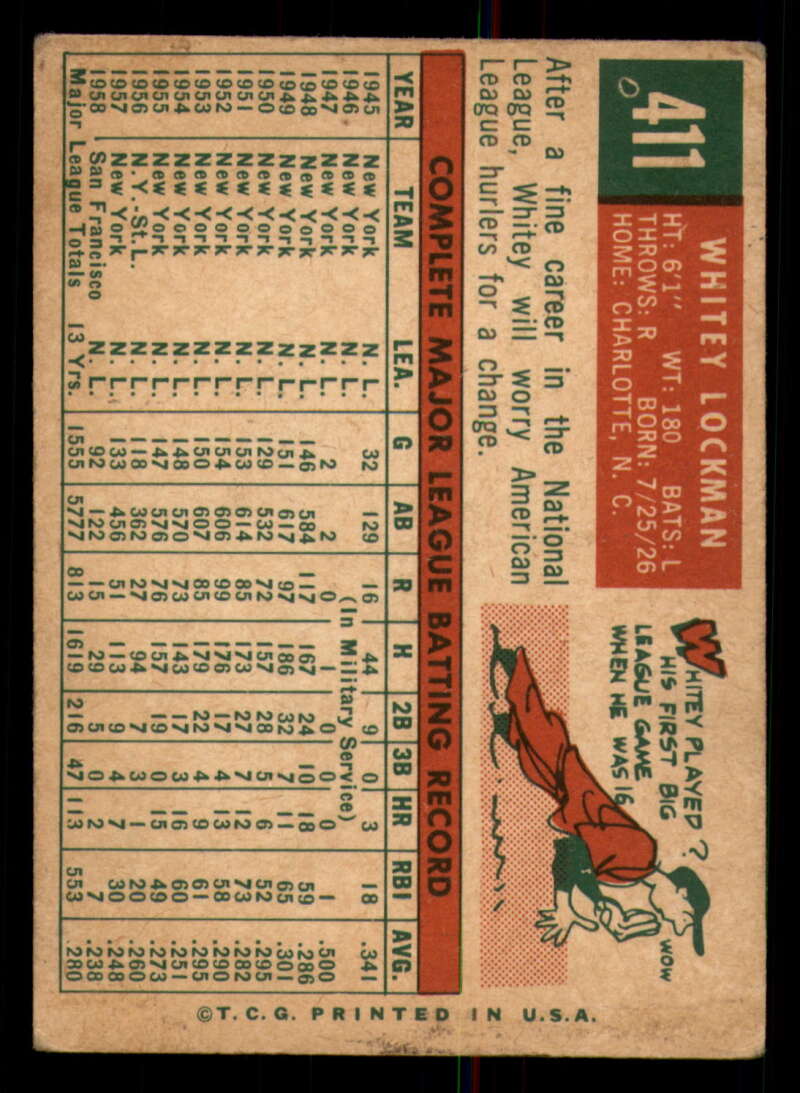 411
WHITEY LOCKMAN
HT: 6'1" WT: 180 BATS: L
THROWS: R BORN: 7/25/26
HOME: CHARLOTTE, N. C.
After a fine career in the National
League, Whitey will worry American
League hurlers for a change.
WHITEY PLAYED ?
HIS FIRST BIG
LEAGUE GAME
WHEN HE WAS 16
WOW
COMPLETE MAJOR LEAGUE BATTING RECORD
YEAR TEAM LEA. G AB R H 2B 3B HR RBI AVG.
1945 New York N. L. 32 129 16 44 9 0 3 18 .341
1946 New York N. L. (In Military Service)
1947 New York N. L. 2 2 0 1 0 0 0 1 .500
1948 New York N. L. 146 584 117 167 24 10 18 59 .286
1949 New York N. L. 151 617 97 186 32 7 11 65 .301
1950 New York N. L. 129 532 72 157 28 5 6 52 .295
1951 New York N. L. 153 614 85 173 27 7 12 73 .282
1952 New York N. L. 154 606 99 176 17 4 13 58 .290
1953 New York N. L. 150 607 85 179 22 4 9 61 .295
1954 New York N. L. 148 570 73 143 17 3 16 60 .251
1955 New York N. L. 147 576 76 157 19 0 15 49 .273
1956 N. Y.-St. L. N. L. 118 362 27 94 7 3 1 20 .260
1957 New York N. L. 133 456 51 113 9 4 7 30 .248
1958 San Francisco N. L. 92 122 15 29 5 0 2 7 .238
Major League Totals 13 Yrs. 1555 5777 813 1619 216 47 113 553 .280
©T. C. G. PRINTED IN U.S.A.